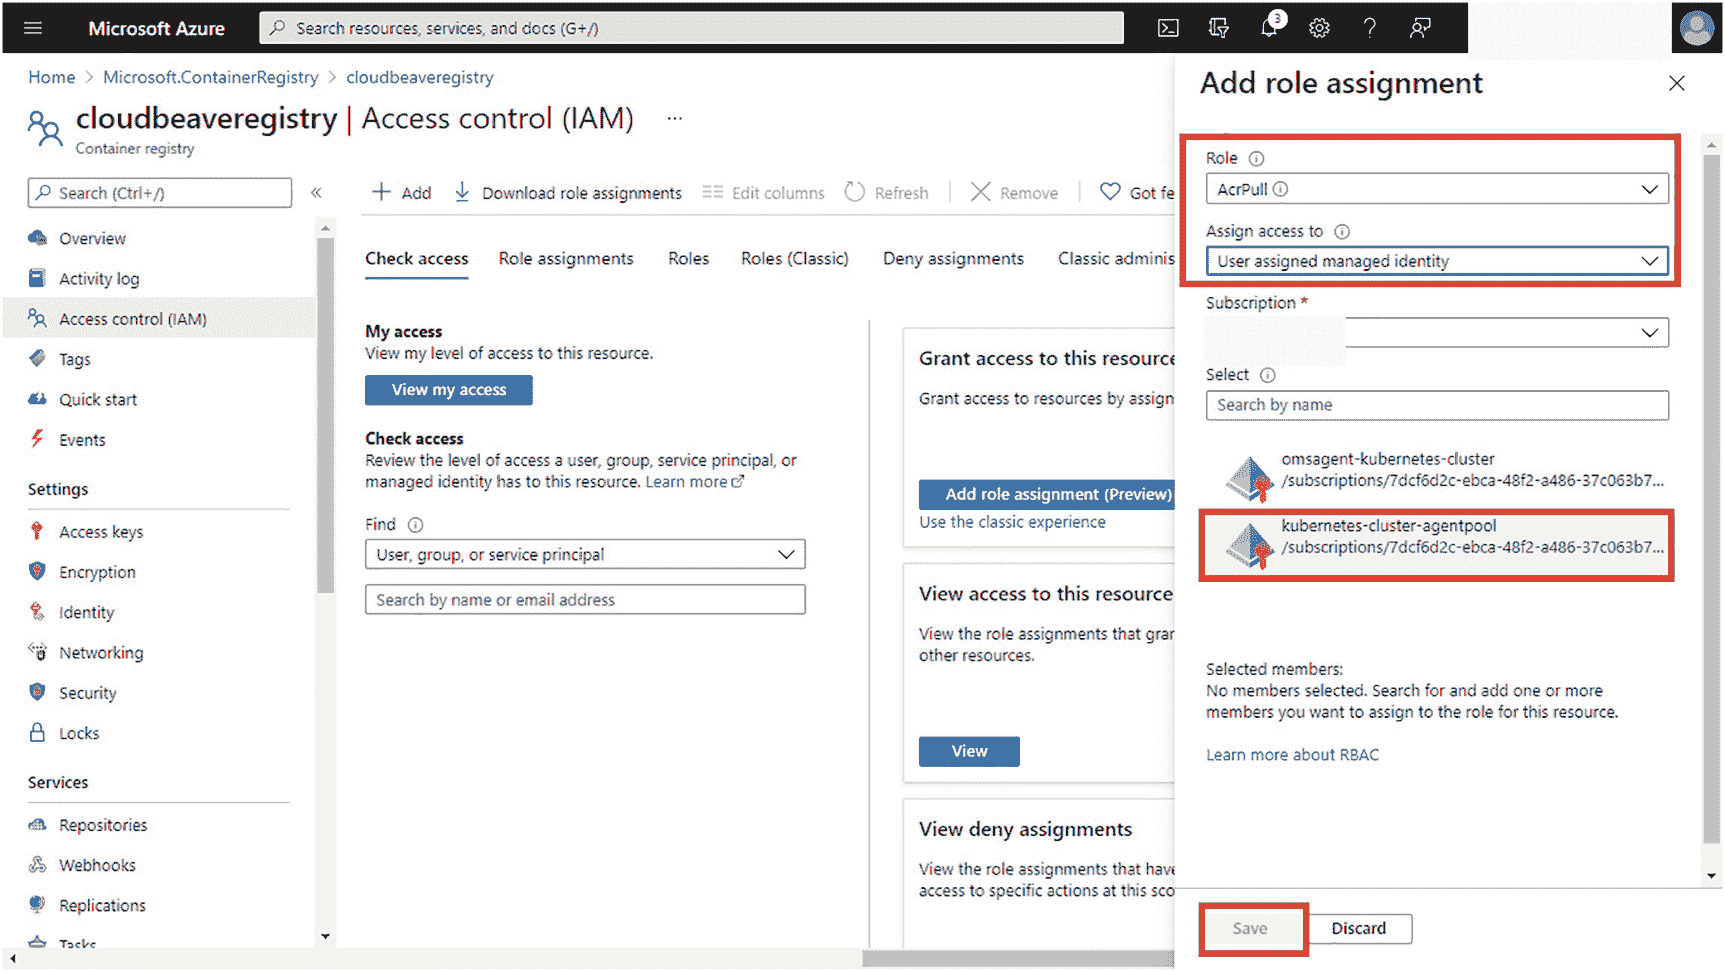 Microsoft Azure
Search resources, services, and docs (G+/)
3
Home > Microsoft.ContainerRegistry > cloudbeaveregistry
cloudbeaveregistry | Access control (IAM) ...
Container registry
Search (Ctrl+/)
«
Overview
Activity log
Access control (IAM)
Tags
Quick start
Events
Settings
Access keys
Encryption
Identity
Networking
Security
Locks
Services
Repositories
Webhooks
Replications
Tasks
Add
Download role assignments
Edit columns
Refresh
Remove
Got fe
Check access
Role assignments
Roles
Roles (Classic)
Deny assignments
Classic adminis
My access
View my level of access to this resource.
View my access
Check access
Review the level of access a user, group, service principal, or
managed identity has to this resource. Learn more
Find
User, group, or service principal
Search by name or email address
Grant access to this resource
Grant access to resources by assign
Add role assignment (Preview)
Use the classic experience
View access to this resource
View the role assignments that gran
other resources.
View
View deny assignments
View the role assignments that have
access to specific actions at this sco
Add role assignment
Role
AcrPull
Assign access to
User assigned managed identity
Subscription *
Select
Search by name
omsagent-kubernetes-cluster
/subscriptions/7dcf6d2c-ebca-48f2-a486-37c063b7...
kubernetes-cluster-agentpool
/subscriptions/7dcf6d2c-ebca-48f2-a486-37c063b7...
Selected members:
No members selected. Search for and add one or more
members you want to assign to the role for this resource.
Learn more about RBAC
Save
Discard